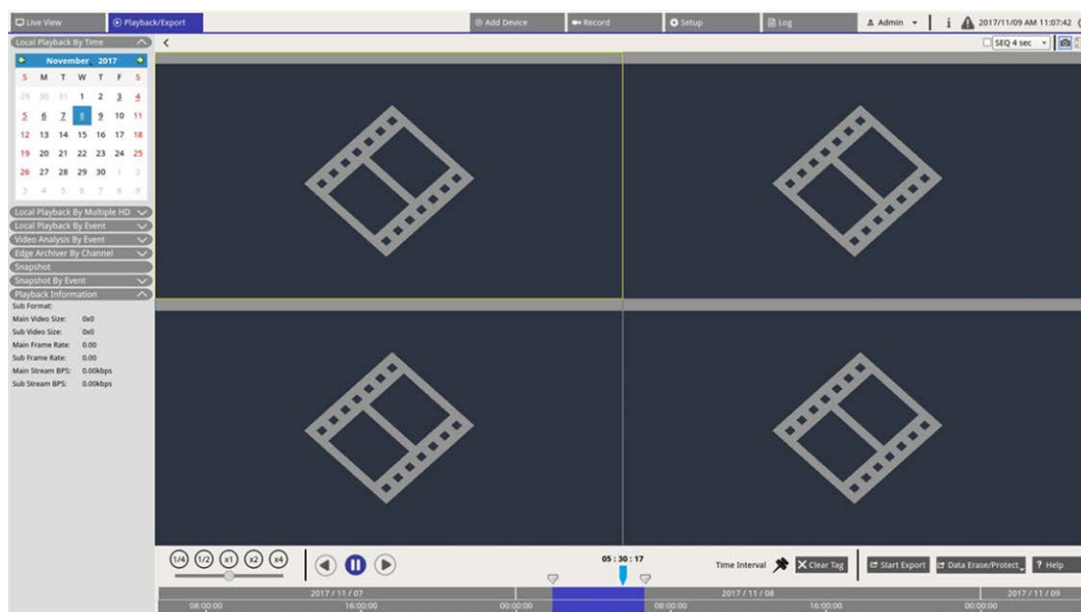 Live View
Playback/Export
Add Device
Record
Setup
Log
Admin
i
2017/11/09 AM 11:07:42
Local Playback By Time
SEQ 4 sec
November 2017
S M T W T F S
29 30 31 1 2 3 4
5 6 7 8 9 10 11
12 13 14 15 16 17 18
19 20 21 22 23 24 25
26 27 28 29 30 1 2
3 4 5 6 7 8 9
Local Playback By Multiple HD
Local Playback By Event
Video Analysis By Event
Edge Archiver By Channel
Snapshot
Snapshot By Event
Playback Information
Sub Format:
Main Video Size: 0x0
Sub Video Size: 0x0
Main Frame Rate: 0.00
Sub Frame Rate: 0.00
Main Stream BPS: 0.00kbps
Sub Stream BPS: 0.00kbps
1/4 1/2 x1 x2 x4
05 : 30 : 17
Time Interval
Clear Tag
Start Export
Data Erase/Protect
? Help
2017 / 11 / 07
2017 / 11 / 08
2017 / 11 / 09
08:00:00 16:00:00 00:00:00 08:00:00 16:00:00 00:00:00